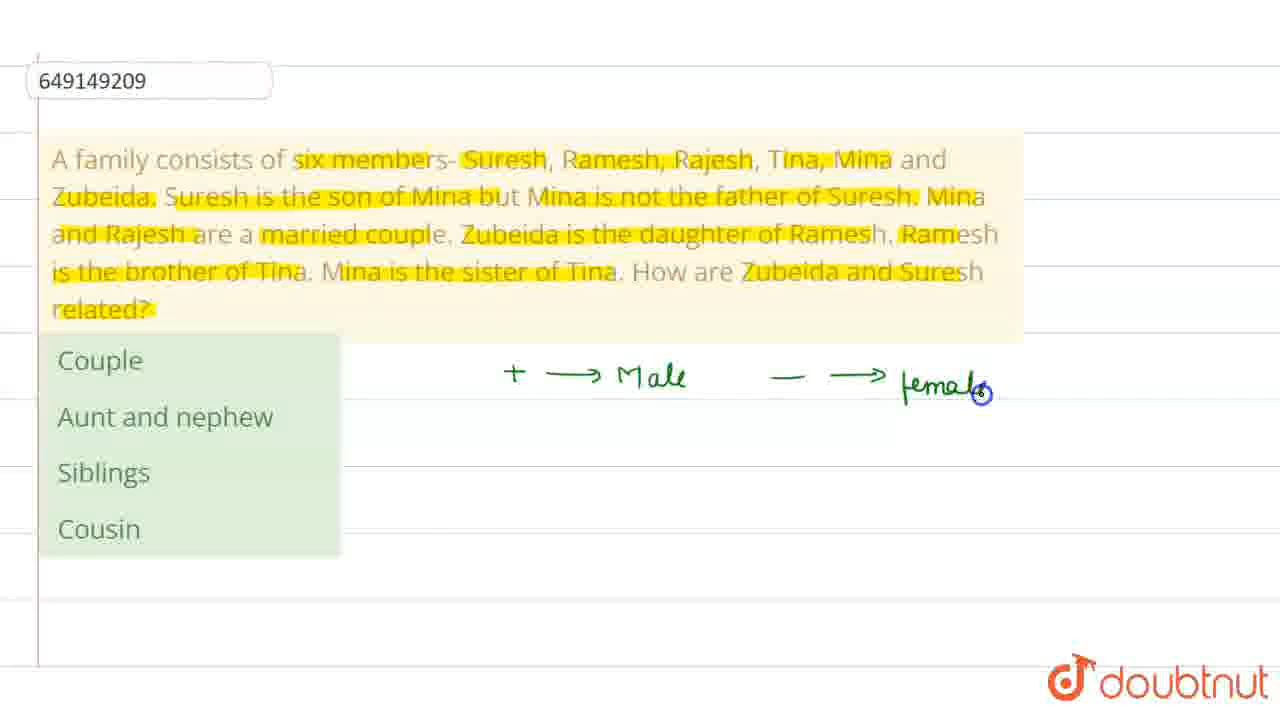 649149209
A family consists of six members- Suresh, Ramesh, Rajesh, Tina, Mina and
Zubeida. Suresh is the son of Mina but Mina is not the father of Suresh. Mina
and Rajesh are a married couple. Zubeida is the daughter of Ramesh. Ramesh
is the brother of Tina. Mina is the sister of Tina. How are Zubeida and Suresh
related?
Couple
+ → Male — → female
Aunt and nephew
Siblings
Cousin
doubtnut